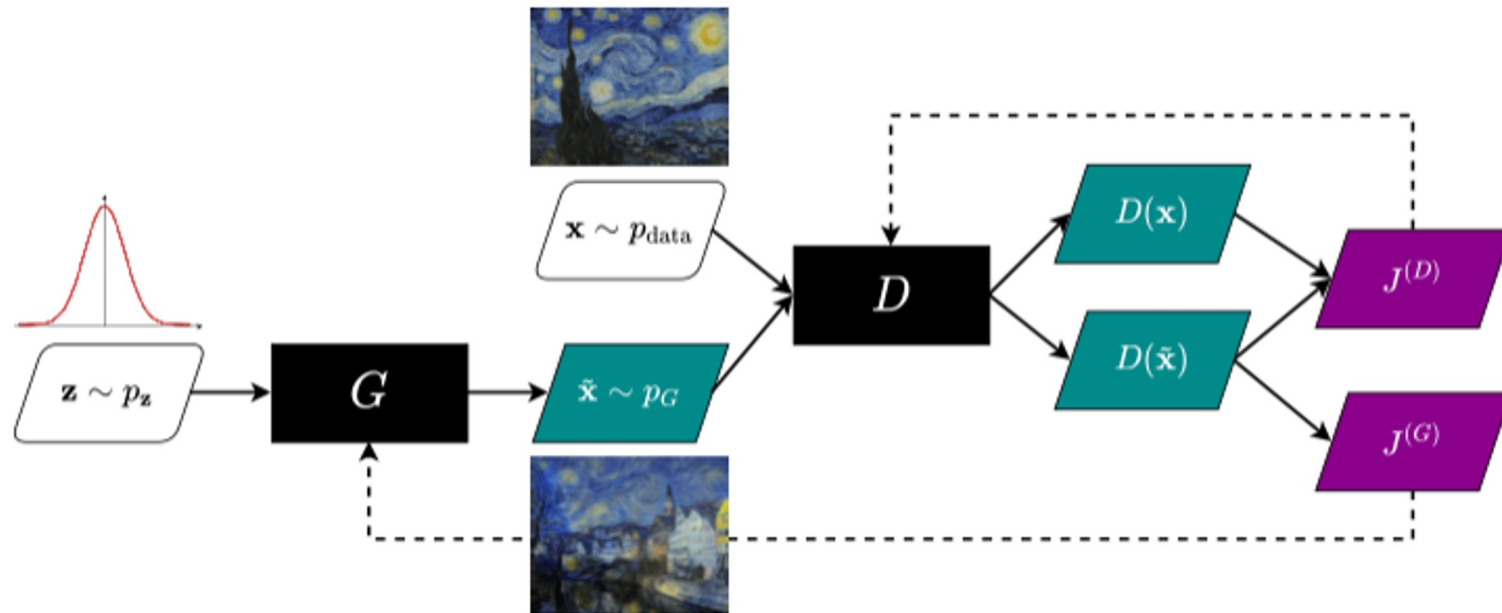 𝐱 ∼ p_data
𝐳 ∼ p_𝐳
G
𝐱̃ ∼ p_G
D
D(𝐱)
D(𝐱̃)
J^(D)
J^(G)